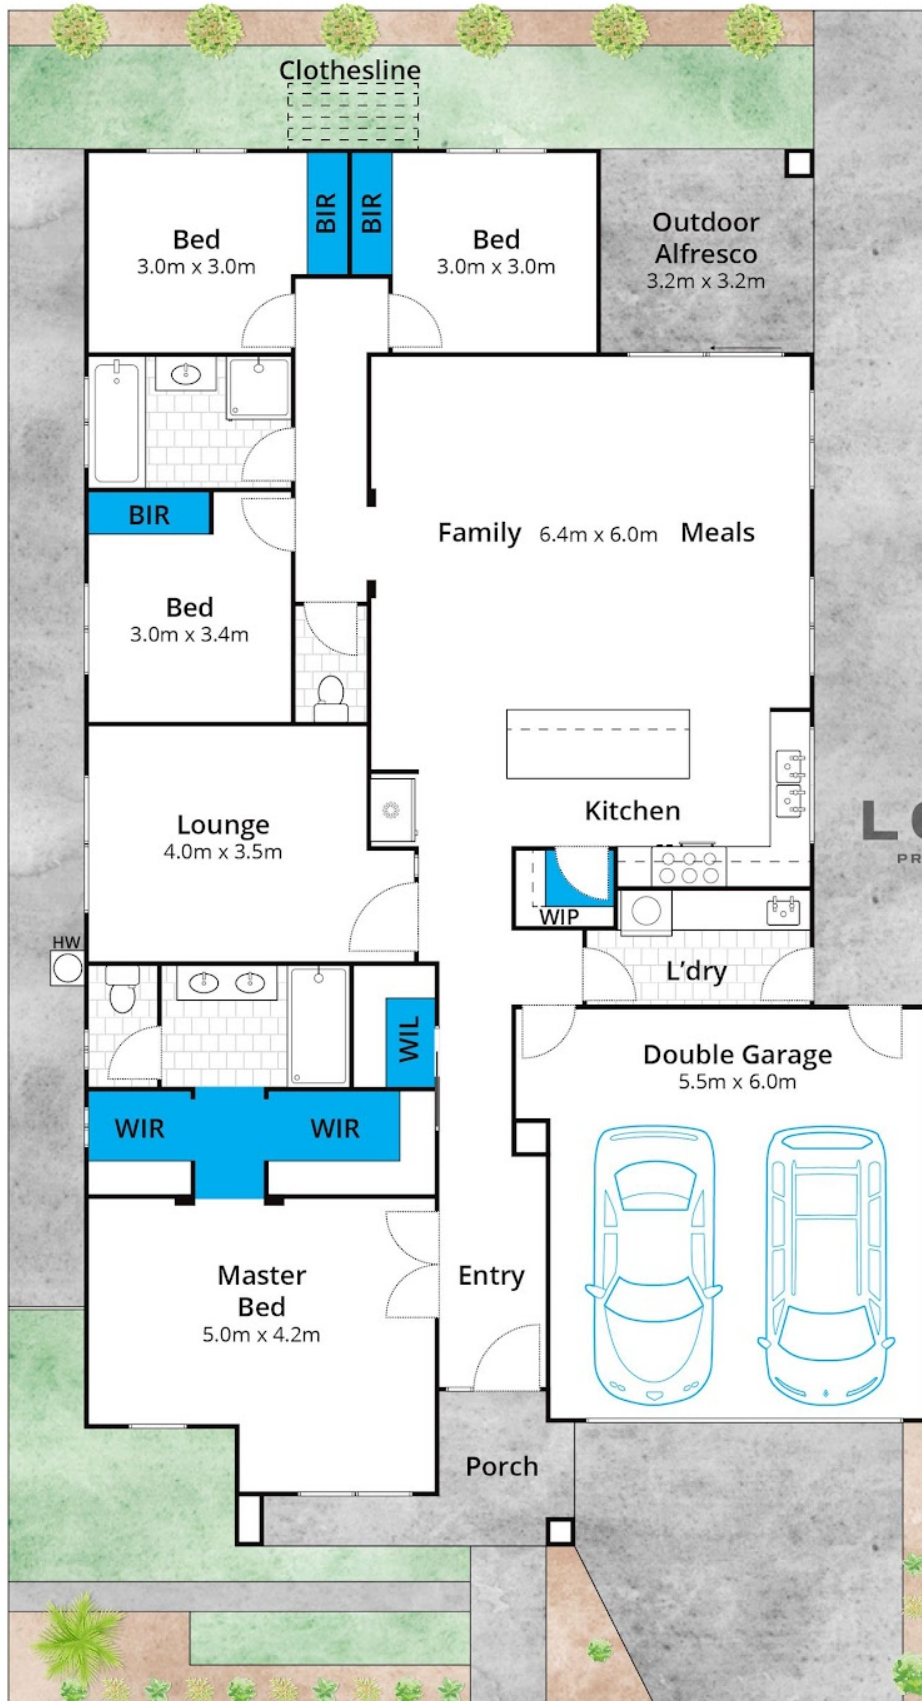 Clothesline
BIR
BIR
Bed
3.0m x 3.0m
Bed
3.0m x 3.0m
Outdoor
Alfresco
3.2m x 3.2m
BIR
Family 6.4m x 6.0m Meals
Bed
3.0m x 3.4m
Kitchen
Lounge
4.0m x 3.5m
WIP
HW
L'dry
WIL
Double Garage
5.5m x 6.0m
WIR
WIR
Master
Bed
5.0m x 4.2m
Entry
Porch